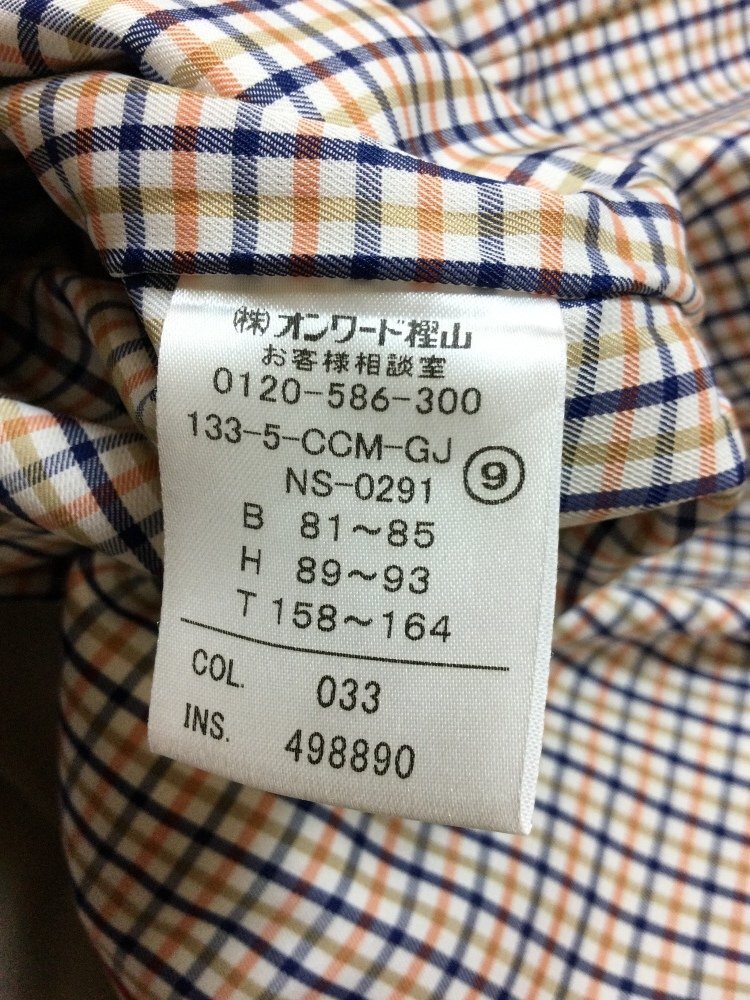 (株)オンワード樫山
お客様相談室
0120-586-300
133-5-CCM-GJ
NS-0291 ⑨
B 81～85
H 89～93
T 158～164
COL. 033
INS. 498890